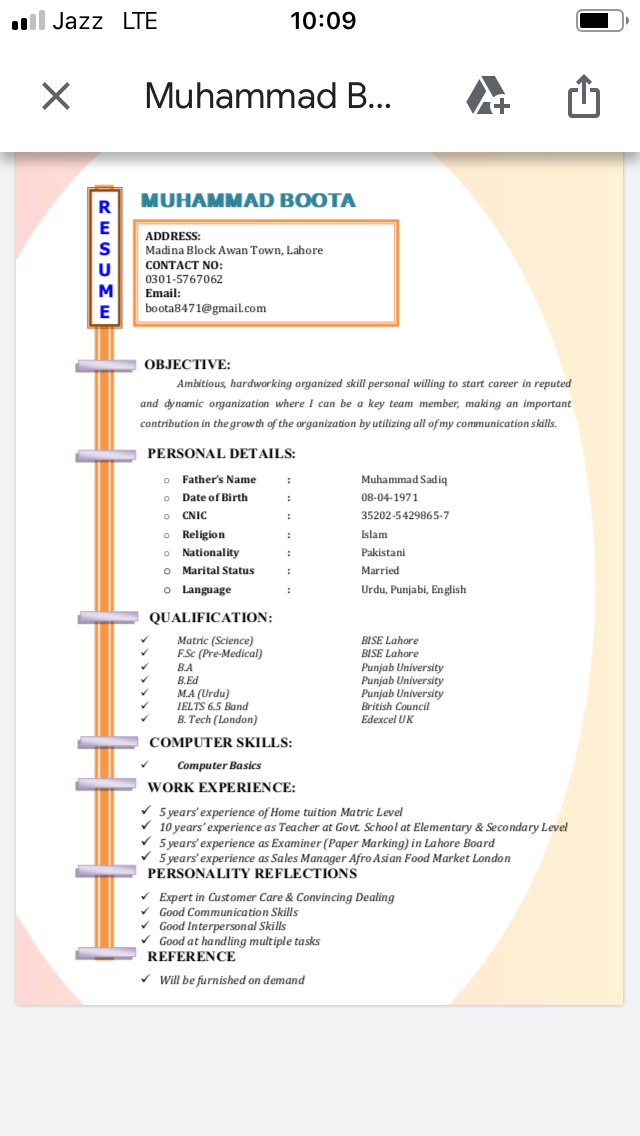 Jazz LTE 10:09
Muhammad B...
RESUME
MUHAMMAD BOOTA
ADDRESS:
Madina Block Awan Town, Lahore
CONTACT NO:
0301-5767062
Email:
boota8471@gmail.com
OBJECTIVE:
Ambitious, hardworking organized skill personal willing to start career in reputed
and dynamic organization where I can be a key team member, making an important
contribution in the growth of the organization by utilizing all of my communication skills.
PERSONAL DETAILS:
Father's Name : Muhammad Sadiq
Date of Birth : 08-04-1971
CNIC : 35202-5429865-7
Religion : Islam
Nationality : Pakistani
Marital Status : Married
Language : Urdu, Punjabi, English
QUALIFICATION:
✓ Matric (Science) BISE Lahore
✓ F.Sc (Pre-Medical) BISE Lahore
✓ B.A Punjab University
✓ B.Ed Punjab University
✓ M.A (Urdu) Punjab University
✓ IELTS 6.5 Band British Council
✓ B. Tech (London) Edexcel UK
COMPUTER SKILLS:
✓ Computer Basics
WORK EXPERIENCE:
✓ 5 years' experience of Home tuition Matric Level
✓ 10 years' experience as Teacher at Govt. School at Elementary & Secondary Level
✓ 5 years' experience as Examiner (Paper Marking) in Lahore Board
✓ 5 years' experience as Sales Manager Afro Asian Food Market London
PERSONALITY REFLECTIONS
✓ Expert in Customer Care & Convincing Dealing
✓ Good Communication Skills
✓ Good Interpersonal Skills
✓ Good at handling multiple tasks
REFERENCE
✓ Will be furnished on demand